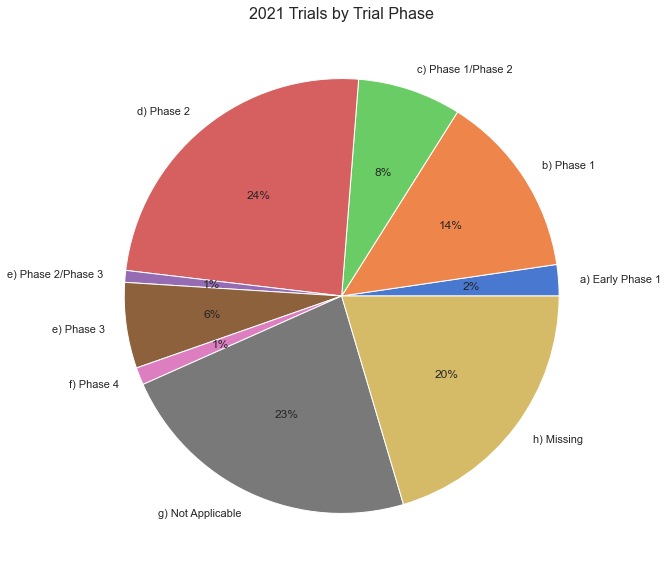 2021 Trials by Trial Phase
c) Phase 1/Phase 2
d) Phase 2
b) Phase 1
8%
24%
14%
e) Phase 2/Phase 3
1%
a) Early Phase 1
2%
6%
e) Phase 3
1%
f) Phase 4
20%
23%
h) Missing
g) Not Applicable